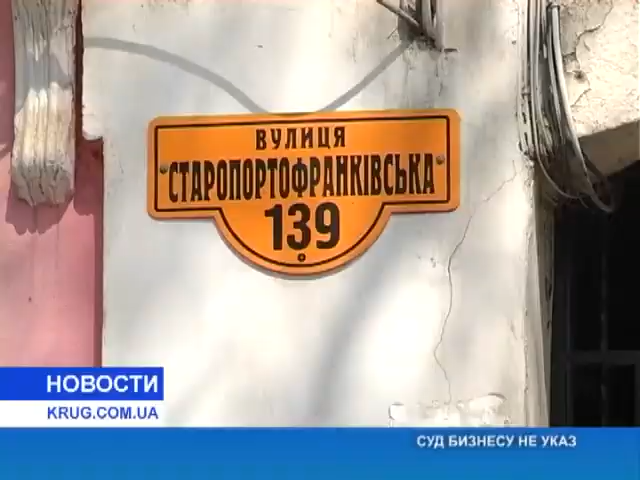 ВУЛИЦЯ
СТАРОПОРТОФРАНКІВСЬКА
139
НОВОСТИ
KRUG.COM.UA
СУД БИЗНЕСУ НЕ УКАЗ